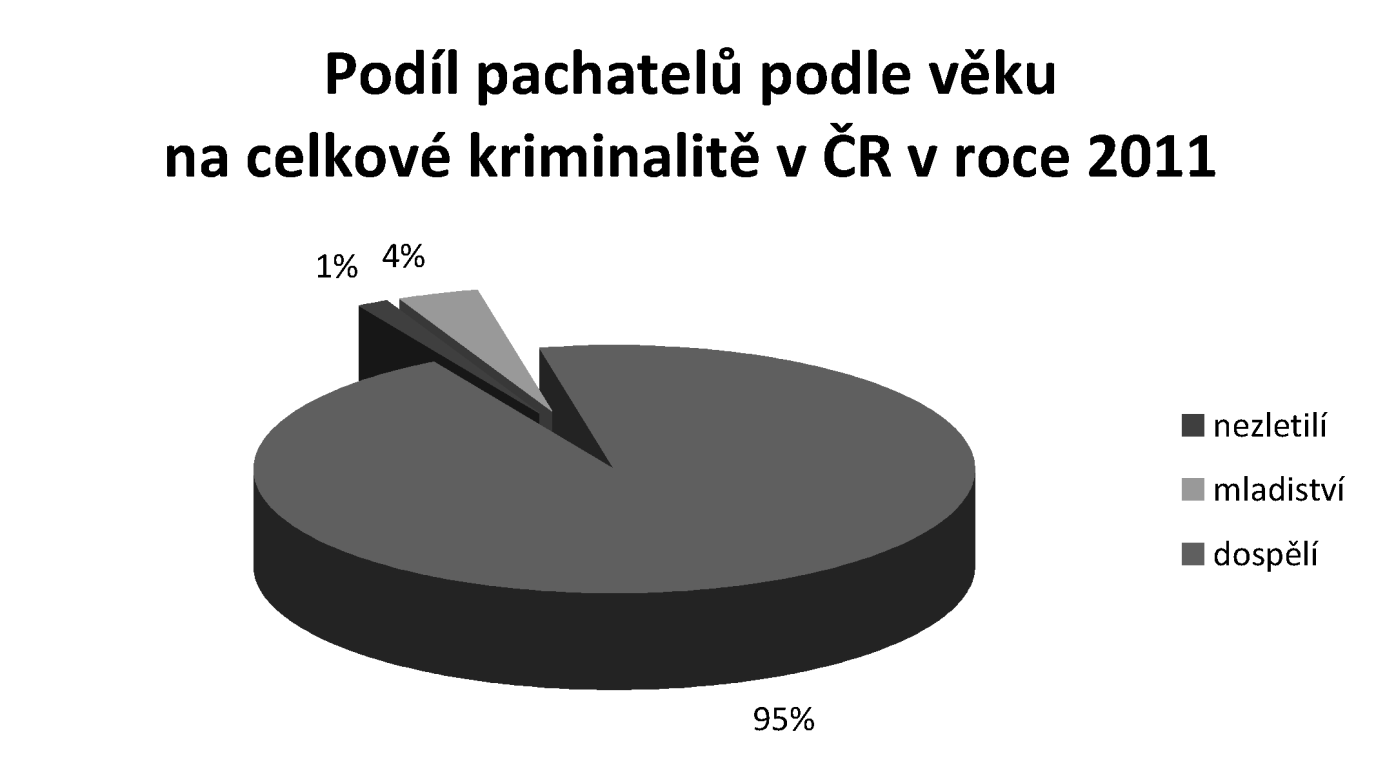 Podíl pachatelů podle věku
na celkové kriminalitě v ČR v roce 2011
1%
4%
nezletilí
mladiství
dospělí
95%